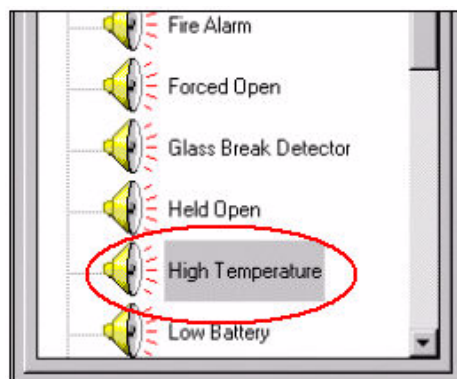 Fire Alarm
Forced Open
Glass Break Detector
Held Open
High Temperature
Low Battery